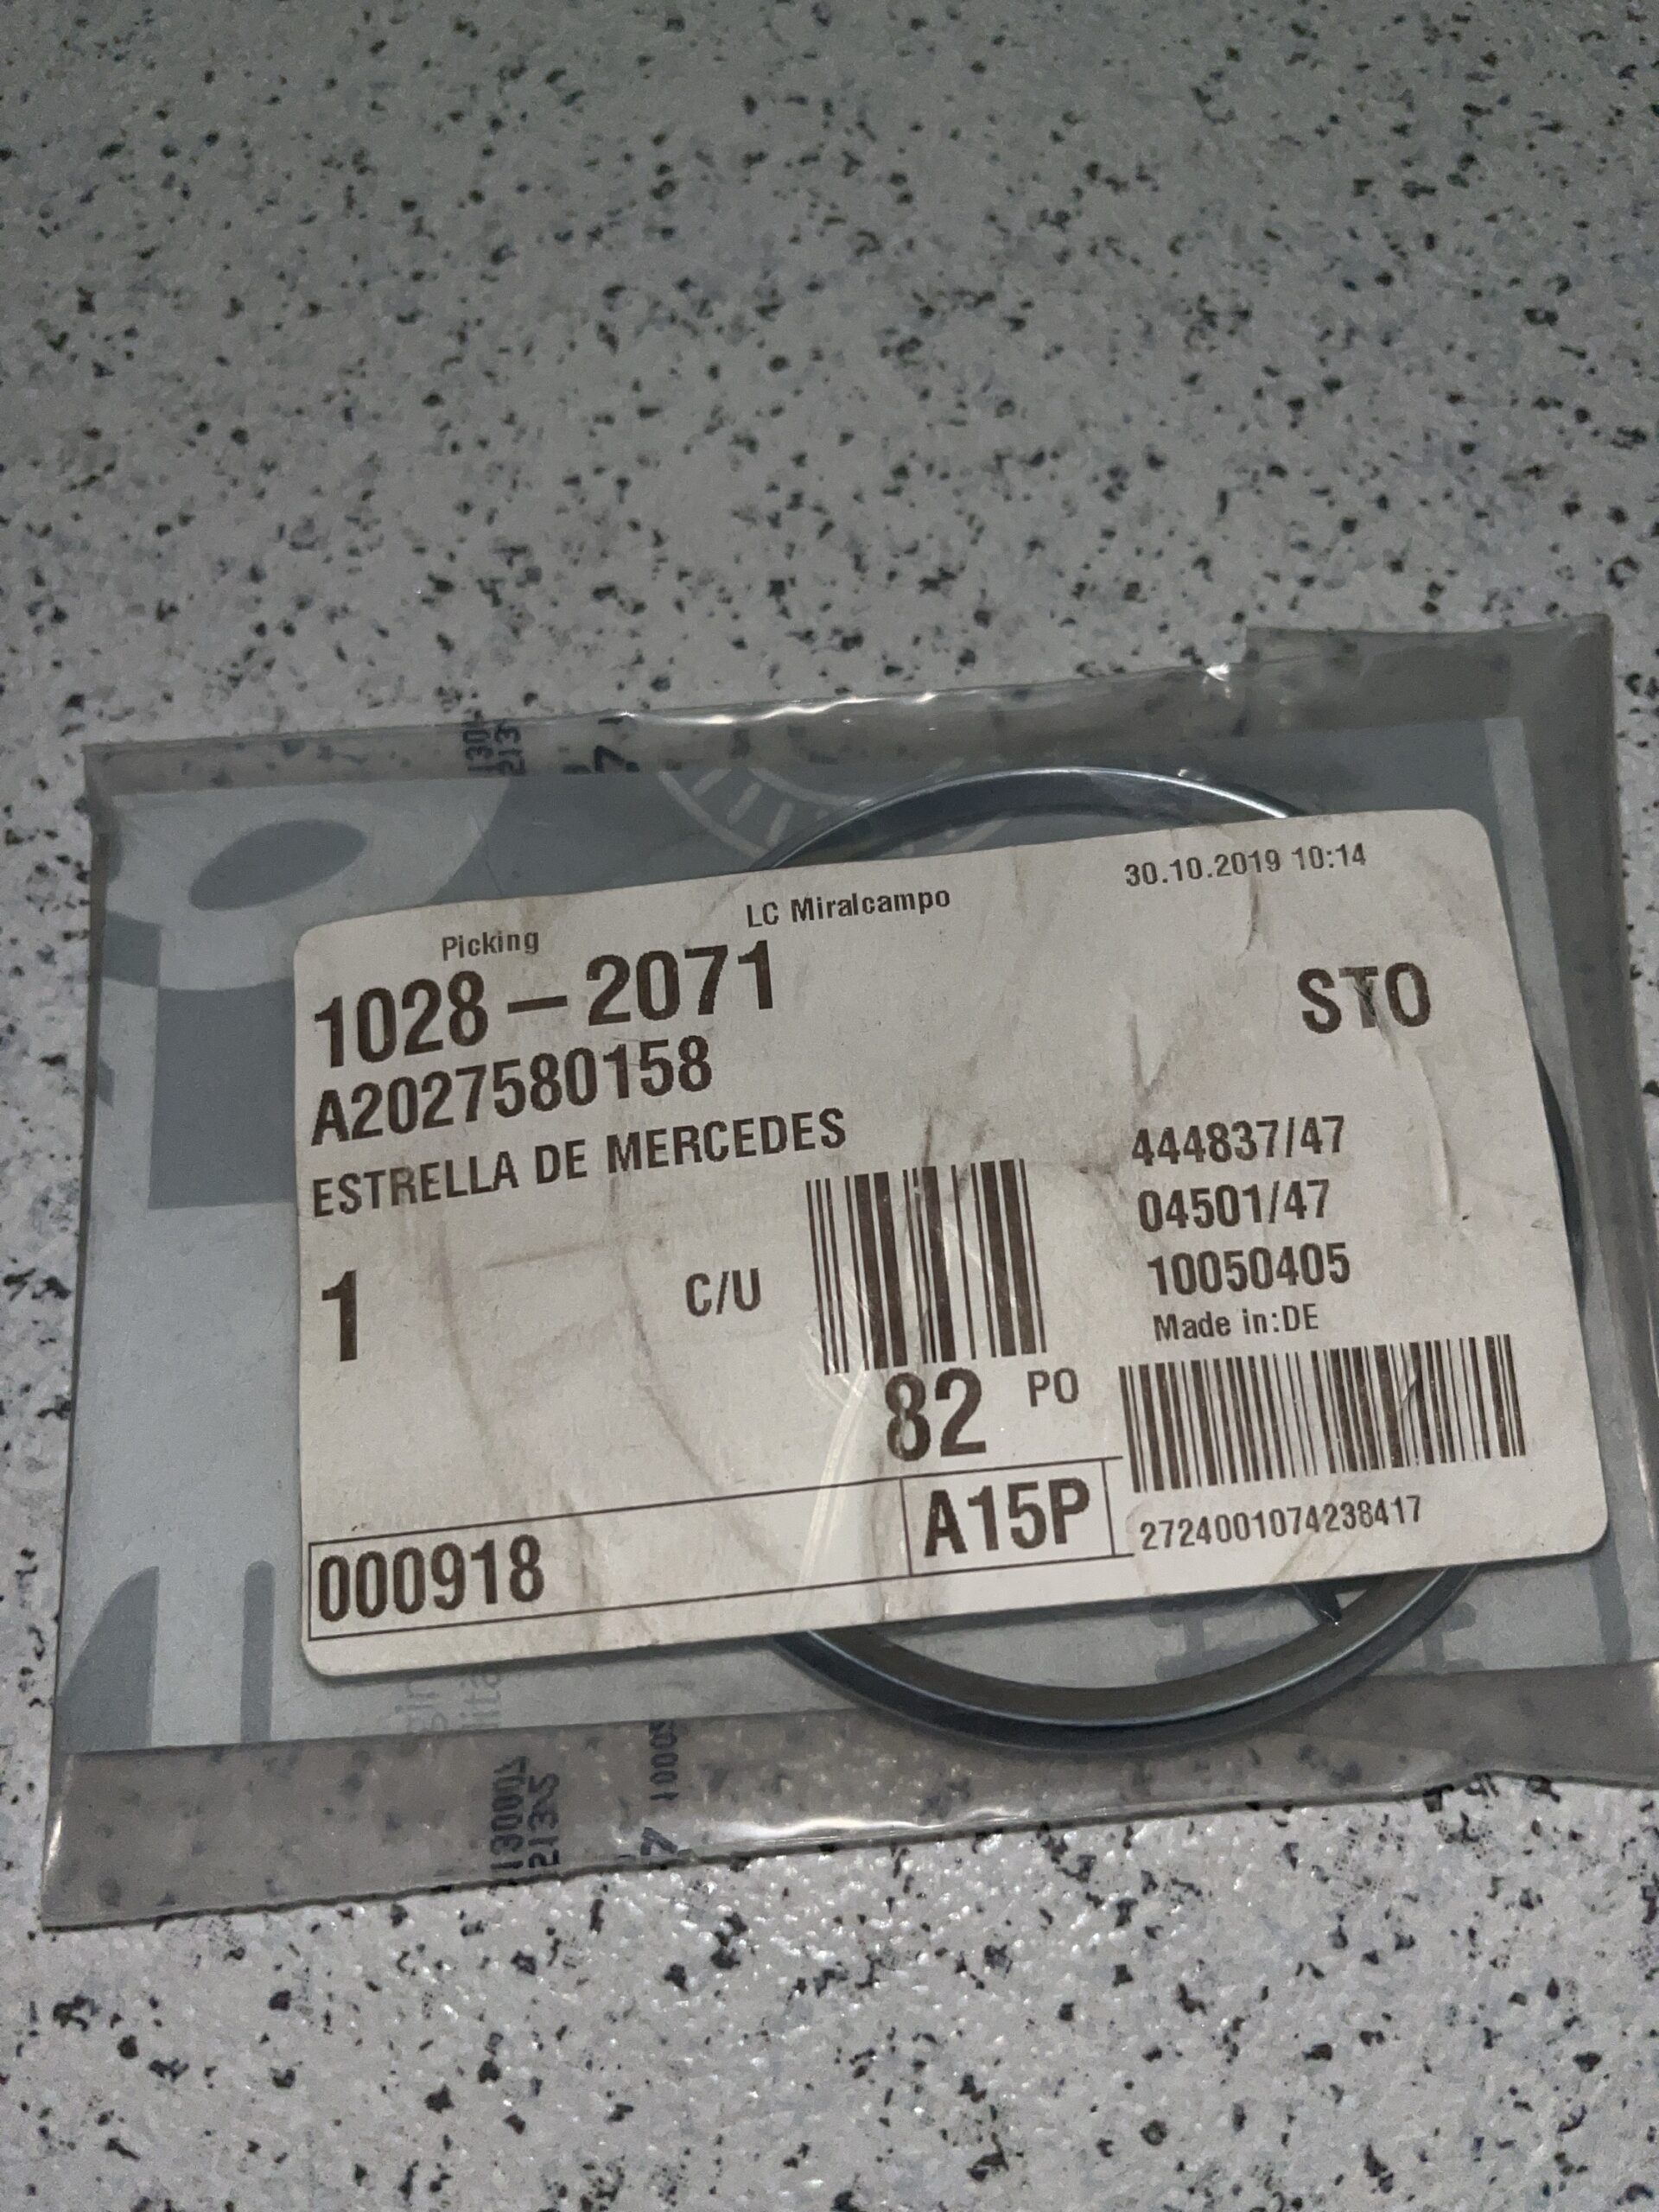 LC Miralcampo
30.10.2019 10:14
Picking
1028-2071
STO
A2027580158
ESTRELLA DE MERCEDES
444837/47
04501/47
1
C/U
10050405
Made in:DE
82
PO
000918
A15P
2724001074238417